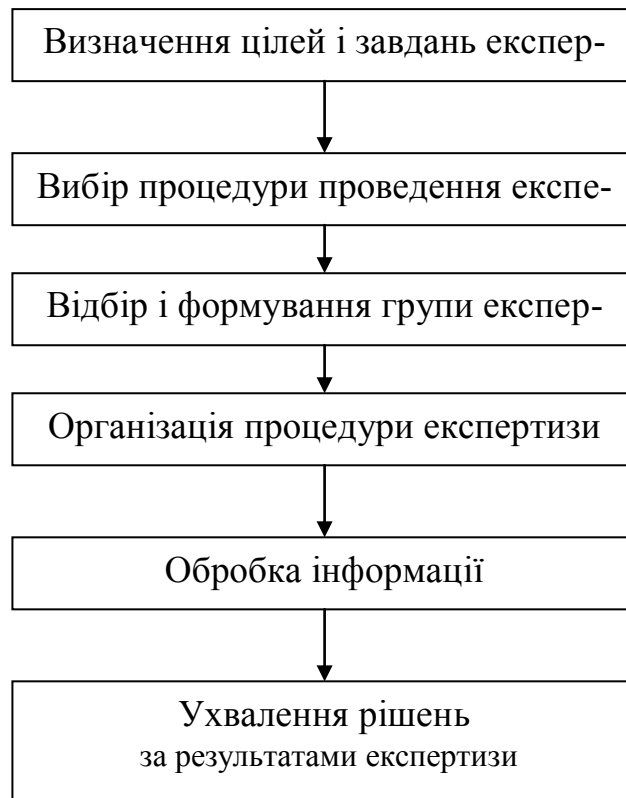 Визначення цілей і завдань експер-
Вибір процедури проведення експе-
Відбір і формування групи експер-
Організація процедури експертизи
Обробка інформації
Ухвалення рішень
за результатами експертизи